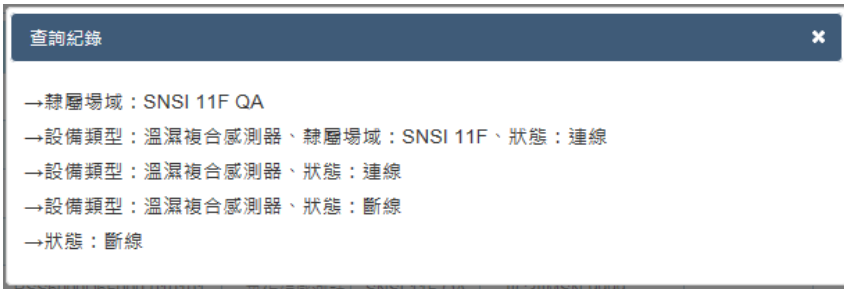 查詢紀錄
→隸屬場域：SNSI 11F QA
→設備類型：溫濕複合感測器、隸屬場域：SNSI 11F、狀態：連線
→設備類型：溫濕複合感測器、狀態：連線
→設備類型：溫濕複合感測器、狀態：斷線
→狀態：斷線